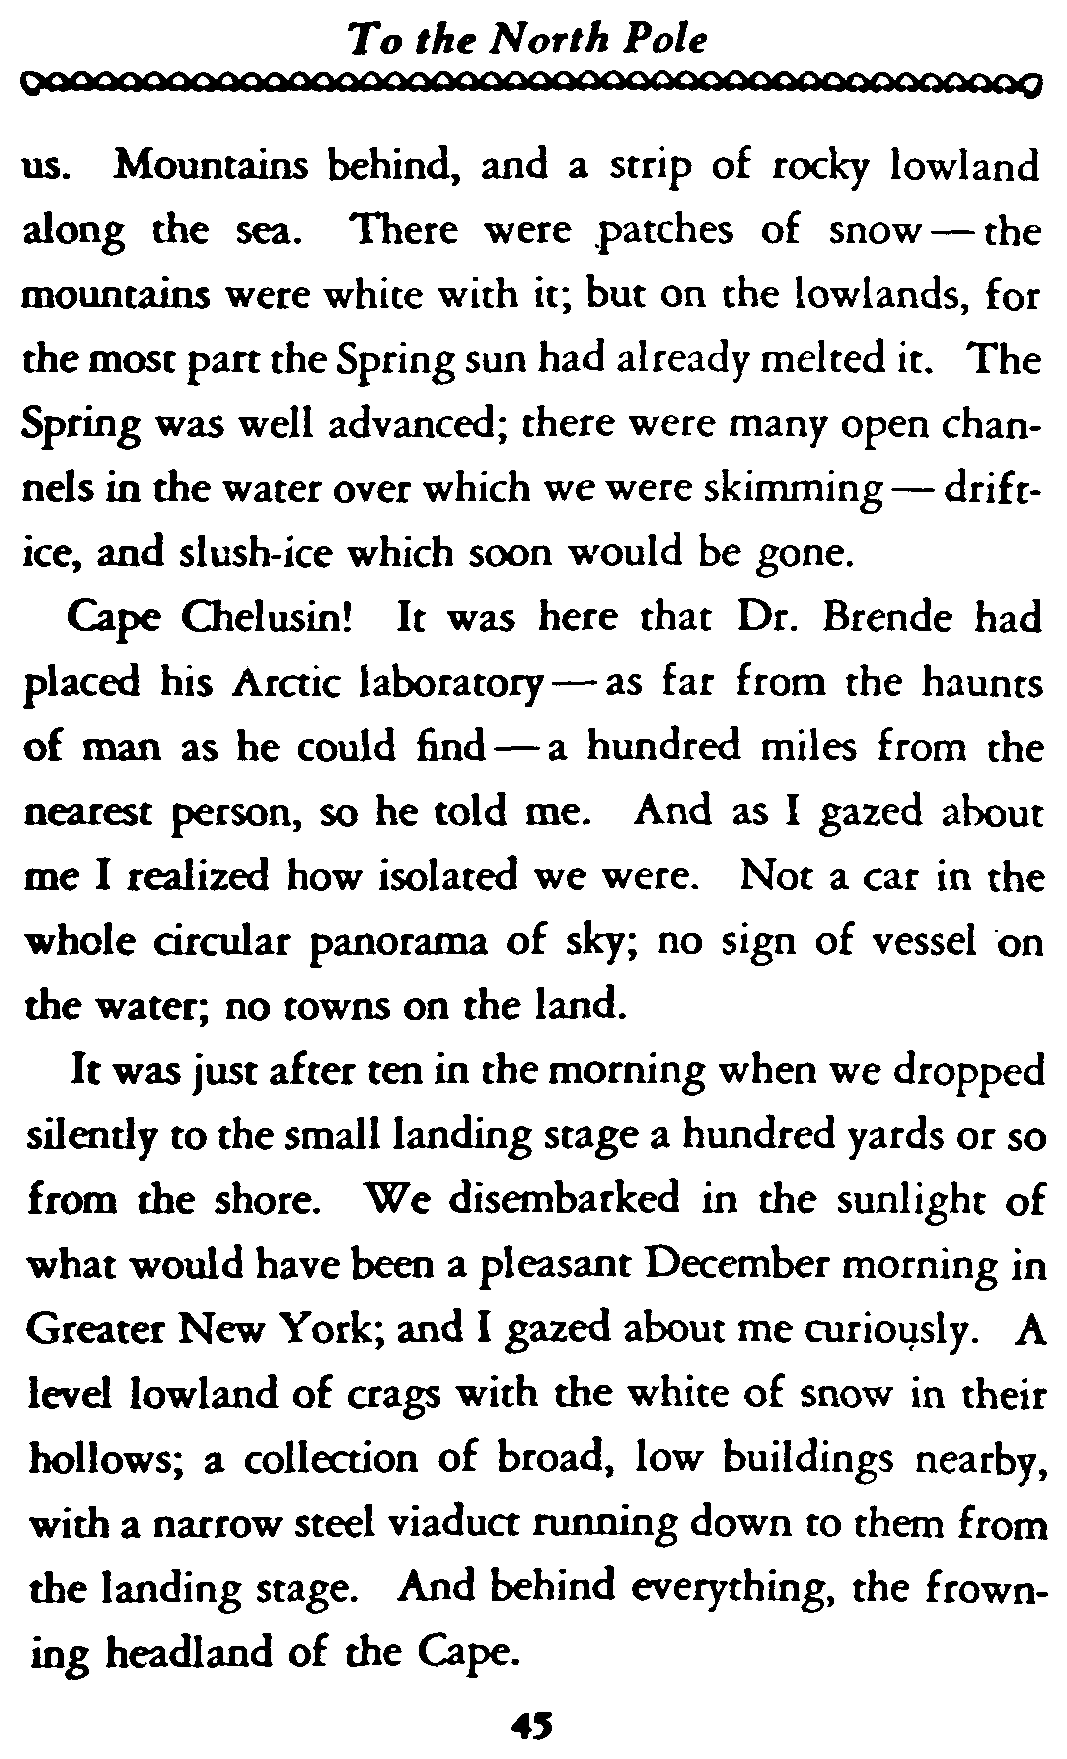 To the North Pole
us. Mountains behind, and a strip of rocky lowland
along the sea. There were patches of snow—the
mountains were white with it; but on the lowlands, for
the most part the Spring sun had already melted it. The
Spring was well advanced; there were many open chan-
nels in the water over which we were skimming—drift-
ice, and slush-ice which soon would be gone.
Cape Chelusin! It was here that Dr. Brende had
placed his Arctic laboratory—as far from the haunts
of man as he could find—a hundred miles from the
nearest person, so he told me. And as I gazed about
me I realized how isolated we were. Not a car in the
whole circular panorama of sky; no sign of vessel on
the water; no towns on the land.
It was just after ten in the morning when we dropped
silently to the small landing stage a hundred yards or so
from the shore. We disembarked in the sunlight of
what would have been a pleasant December morning in
Greater New York; and I gazed about me curiously. A
level lowland of crags with the white of snow in their
hollows; a collection of broad, low buildings nearby,
with a narrow steel viaduct running down to them from
the landing stage. And behind everything, the frown-
ing headland of the Cape.
45